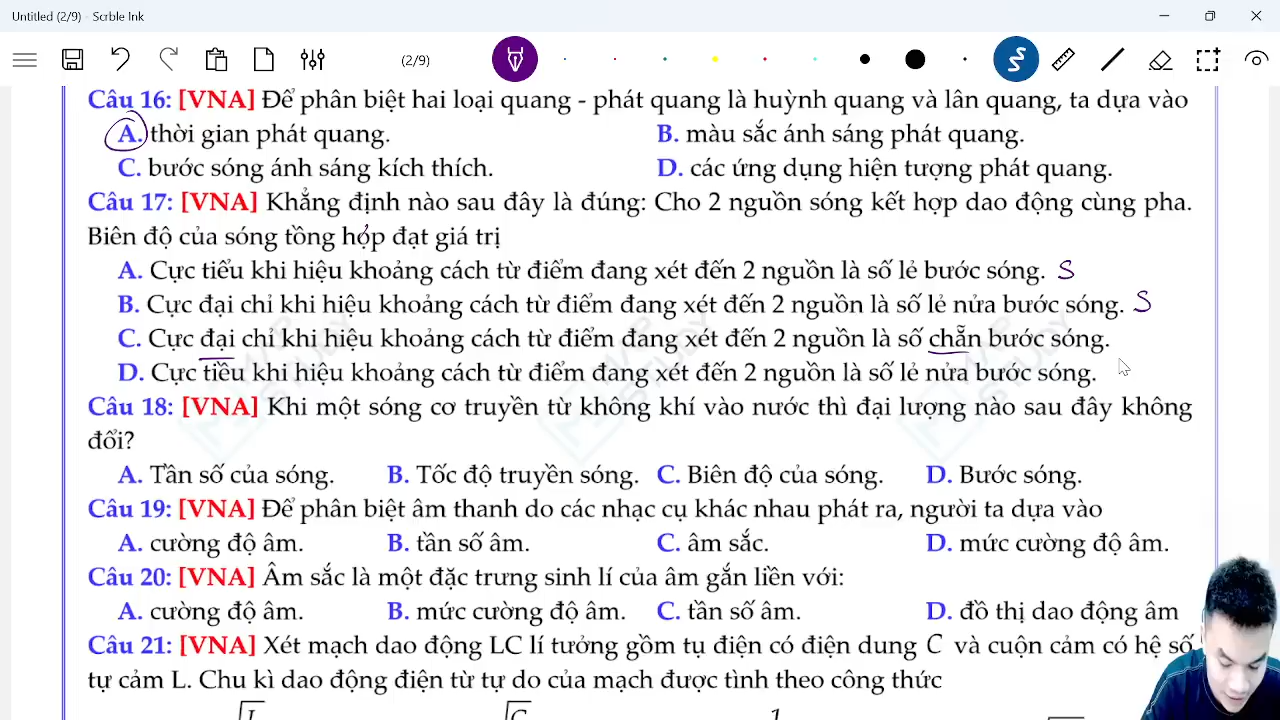 Untitled (2/9) - Scrble Ink
(2/9)
Câu 16: [VNA] Để phân biệt hai loại quang - phát quang là huỳnh quang và lân quang, ta dựa vào
A. thời gian phát quang. B. màu sắc ánh sáng phát quang.
C. bước sóng ánh sáng kích thích. D. các ứng dụng hiện tượng phát quang.
Câu 17: [VNA] Khẳng định nào sau đây là đúng: Cho 2 nguồn sóng kết hợp dao động cùng pha.
Biên độ của sóng tổng hợp đạt giá trị
A. Cực tiểu khi hiệu khoảng cách từ điểm đang xét đến 2 nguồn là số lẻ bước sóng. S
B. Cực đại chỉ khi hiệu khoảng cách từ điểm đang xét đến 2 nguồn là số lẻ nửa bước sóng. S
C. Cực đại chỉ khi hiệu khoảng cách từ điểm đang xét đến 2 nguồn là số chẵn bước sóng.
D. Cực tiều khi hiệu khoảng cách từ điểm đang xét đến 2 nguồn là số lẻ nửa bước sóng.
Câu 18: [VNA] Khi một sóng cơ truyền từ không khí vào nước thì đại lượng nào sau đây không
đổi?
A. Tần số của sóng. B. Tốc độ truyền sóng. C. Biên độ của sóng. D. Bước sóng.
Câu 19: [VNA] Để phân biệt âm thanh do các nhạc cụ khác nhau phát ra, người ta dựa vào
A. cường độ âm. B. tần số âm. C. âm sắc. D. mức cường độ âm.
Câu 20: [VNA] Âm sắc là một đặc trưng sinh lí của âm gắn liền với:
A. cường độ âm. B. mức cường độ âm. C. tần số âm. D. đồ thị dao động âm
Câu 21: [VNA] Xét mạch dao động LC lí tưởng gồm tụ điện có điện dung C và cuộn cảm có hệ số
tự cảm L. Chu kì dao động điện từ tự do của mạch được tình theo công thức